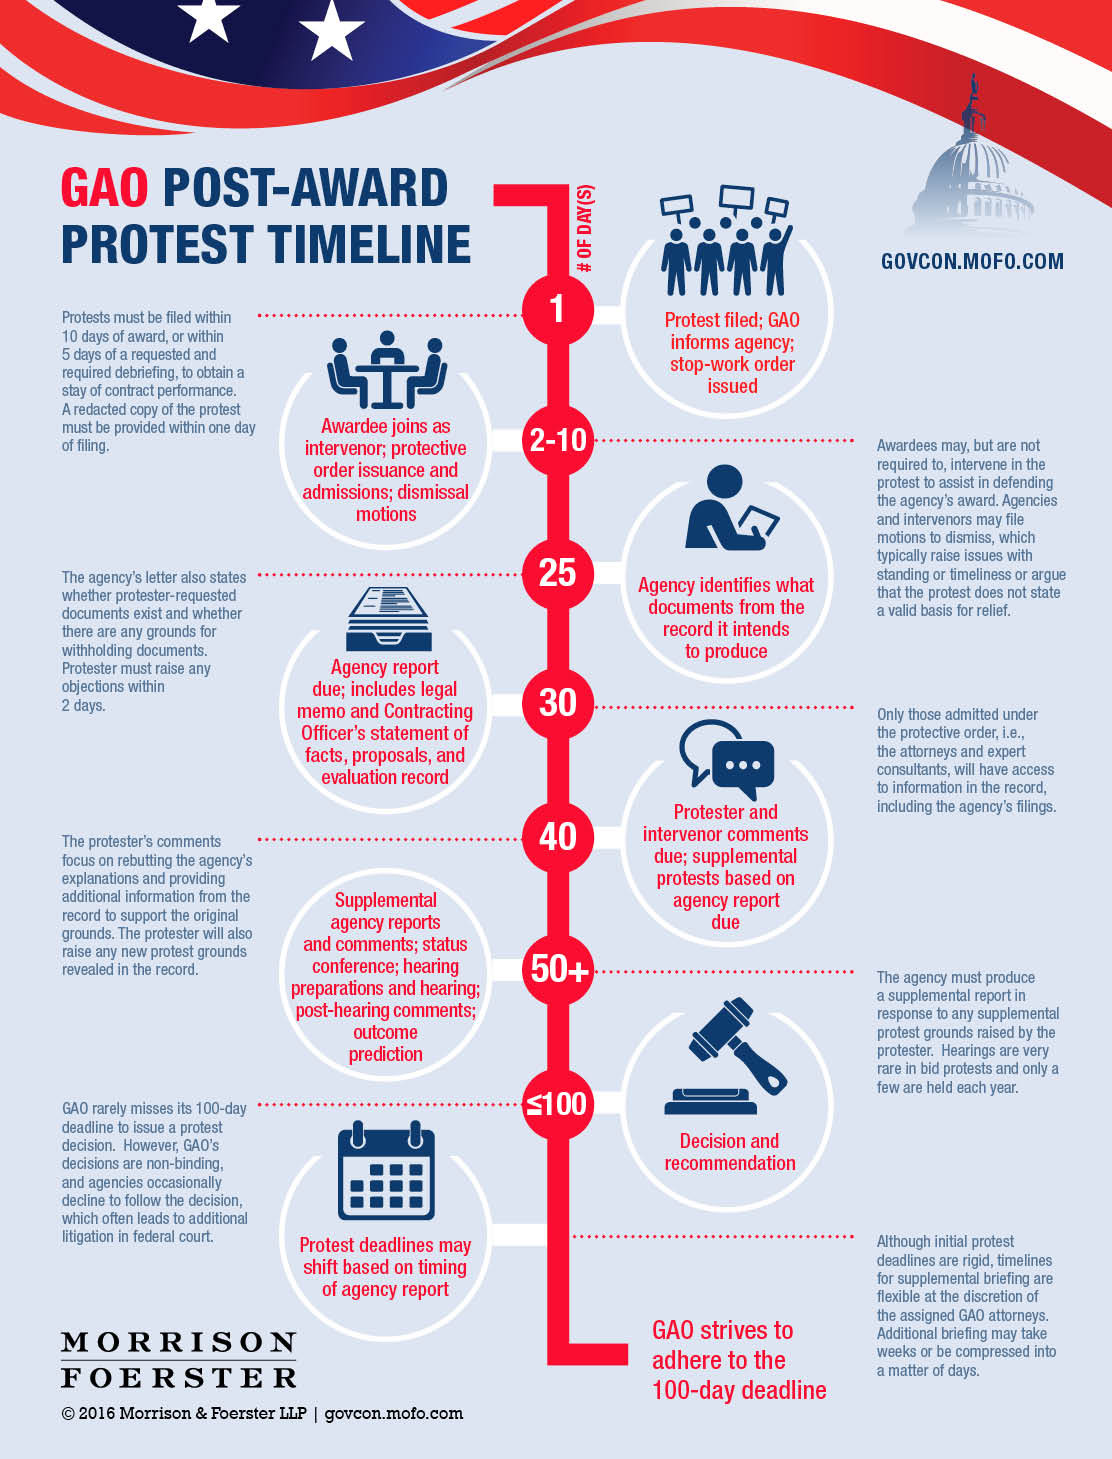 GAO POST-AWARD
PROTEST TIMELINE
# OF DAY(S)
GOVCON.MOFO.COM
1
Protest filed; GAO
informs agency;
stop-work order
issued
Protests must be filed within
10 days of award, or within
5 days of a requested and
required debriefing, to obtain a
stay of contract performance.
A redacted copy of the protest
must be provided within one day
of filing.
2-10
Awardee joins as
intervenor; protective
order issuance and
admissions; dismissal
motions
Awardees may, but are not
required to, intervene in the
protest to assist in defending
the agency's award. Agencies
and intervenors may file
motions to dismiss, which
typically raise issues with
standing or timeliness or argue
that the protest does not state
a valid basis for relief.
25
Agency identifies what
documents from the
record it intends
to produce
The agency's letter also states
whether protester-requested
documents exist and whether
there are any grounds for
withholding documents.
Protester must raise any
objections within
2 days.
30
Agency report
due; includes legal
memo and Contracting
Officer's statement of
facts, proposals, and
evaluation record
Only those admitted under
the protective order, i.e.,
the attorneys and expert
consultants, will have access
to information in the record,
including the agency's filings.
40
Protester and
intervenor comments
due; supplemental
protests based on
agency report
due
The protester's comments
focus on rebutting the agency's
explanations and providing
additional information from the
record to support the original
grounds. The protester will also
raise any new protest grounds
revealed in the record.
50+
Supplemental
agency reports
and comments; status
conference; hearing
preparations and hearing;
post-hearing comments;
outcome
prediction
The agency must produce
a supplemental report in
response to any supplemental
protest grounds raised by the
protester. Hearings are very
rare in bid protests and only a
few are held each year.
≤100
Decision and
recommendation
GAO rarely misses its 100-day
deadline to issue a protest
decision. However, GAO's
decisions are non-binding,
and agencies occasionally
decline to follow the decision,
which often leads to additional
litigation in federal court.
Protest deadlines may
shift based on timing
of agency report
Although initial protest
deadlines are rigid, timelines
for supplemental briefing are
flexible at the discretion of
the assigned GAO attorneys.
Additional briefing may take
weeks or be compressed into
a matter of days.
GAO strives to
adhere to the
100-day deadline
MORRISON
FOERSTER
© 2016 Morrison & Foerster LLP | govcon.mofo.com